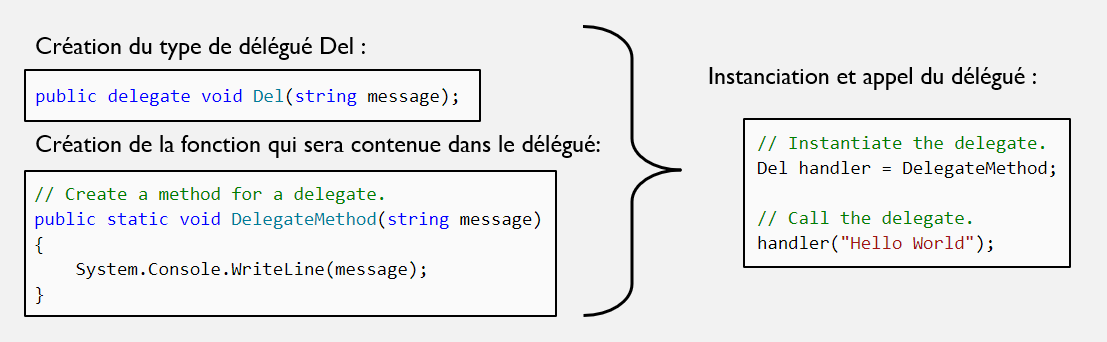 Création du type de délégué Del :
public delegate void Del(string message);
Création de la fonction qui sera contenue dans le délégué:
// Create a method for a delegate.
public static void DelegateMethod(string message)
{
    System.Console.WriteLine(message);
}
Instanciation et appel du délégué :
// Instantiate the delegate.
Del handler = DelegateMethod;
// Call the delegate.
handler("Hello World");